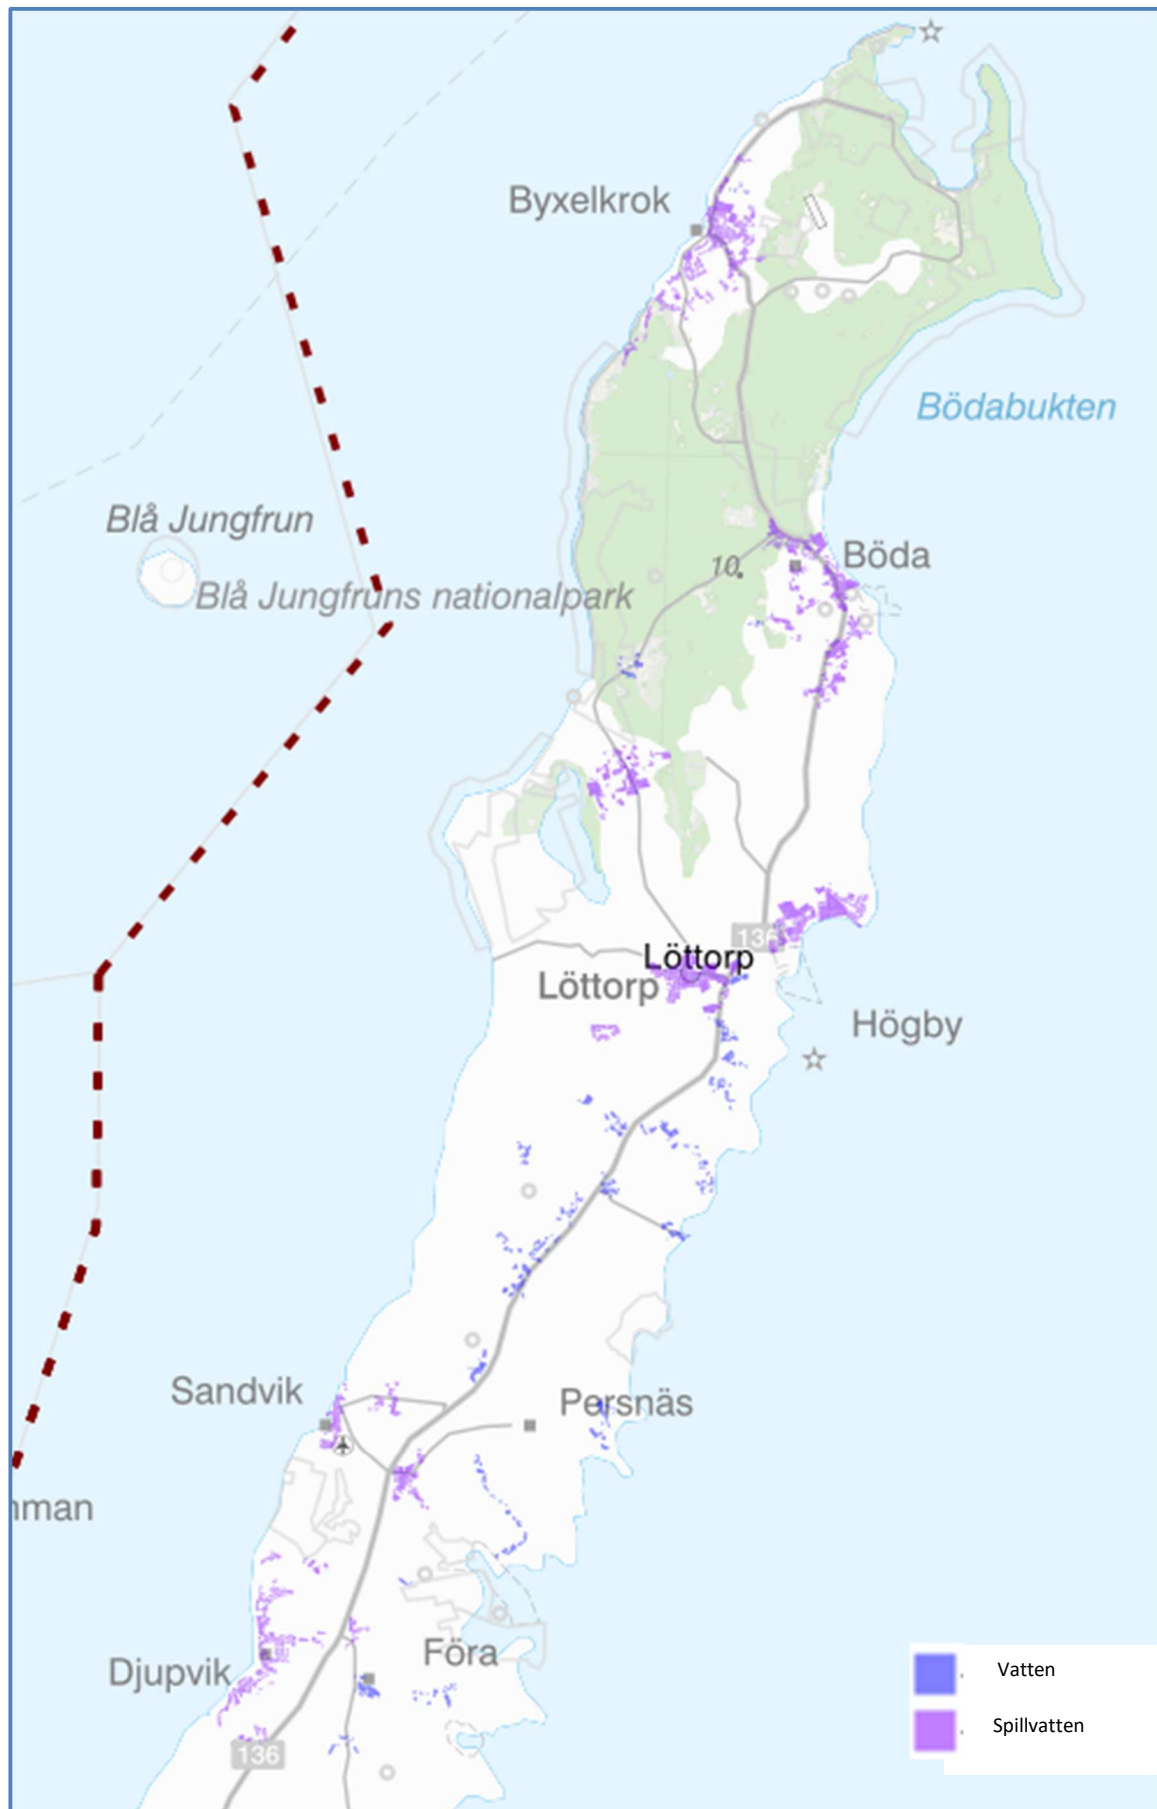 Byxelkrok
Bödabukten
Blå Jungfrun
Böda
10
Blå Jungfruns nationalpark
136
Löttorp
Löttorp
Högby
Sandvik
Persnäs
nman
Föra
Djupvik
136
Vatten
Spillvatten